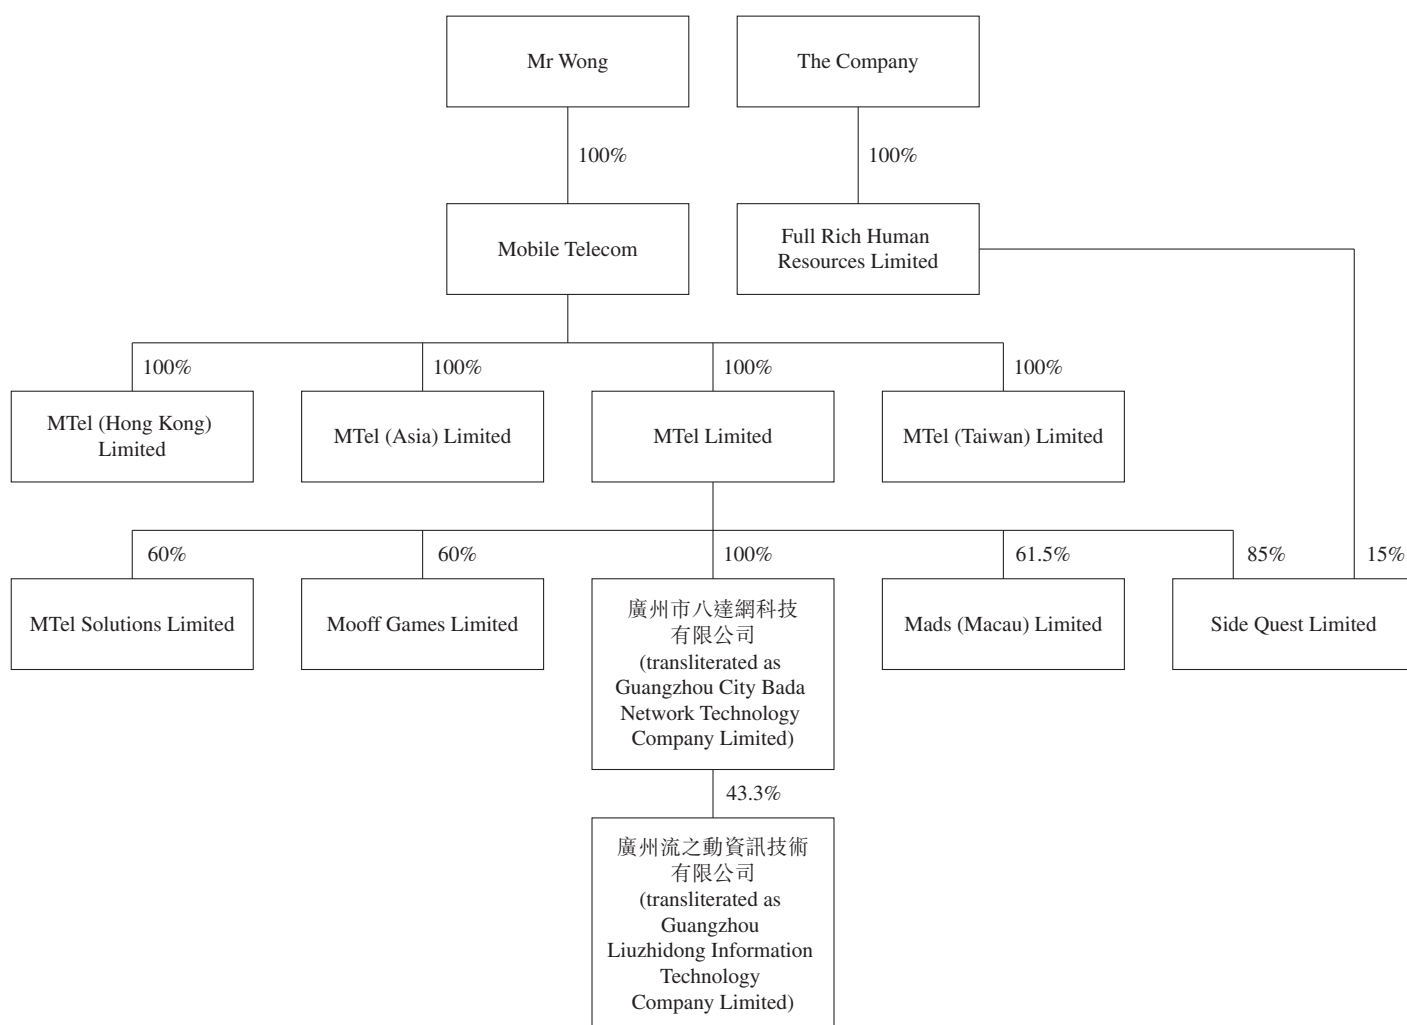 Mr Wong
The Company
100%
100%
Mobile Telecom
Full Rich Human
Resources Limited
100%
100%
100%
100%
MTel (Hong Kong)
Limited
MTel (Asia) Limited
MTel Limited
MTel (Taiwan) Limited
60%
60%
100%
61.5%
85%
15%
MTel Solutions Limited
Mooff Games Limited
廣州市八達網科技
有限公司
(transliterated as
Guangzhou City Bada
Network Technology
Company Limited)
Mads (Macau) Limited
Side Quest Limited
43.3%
廣州流之動資訊技術
有限公司
(transliterated as
Guangzhou
Liuzhidong Information
Technology
Company Limited)